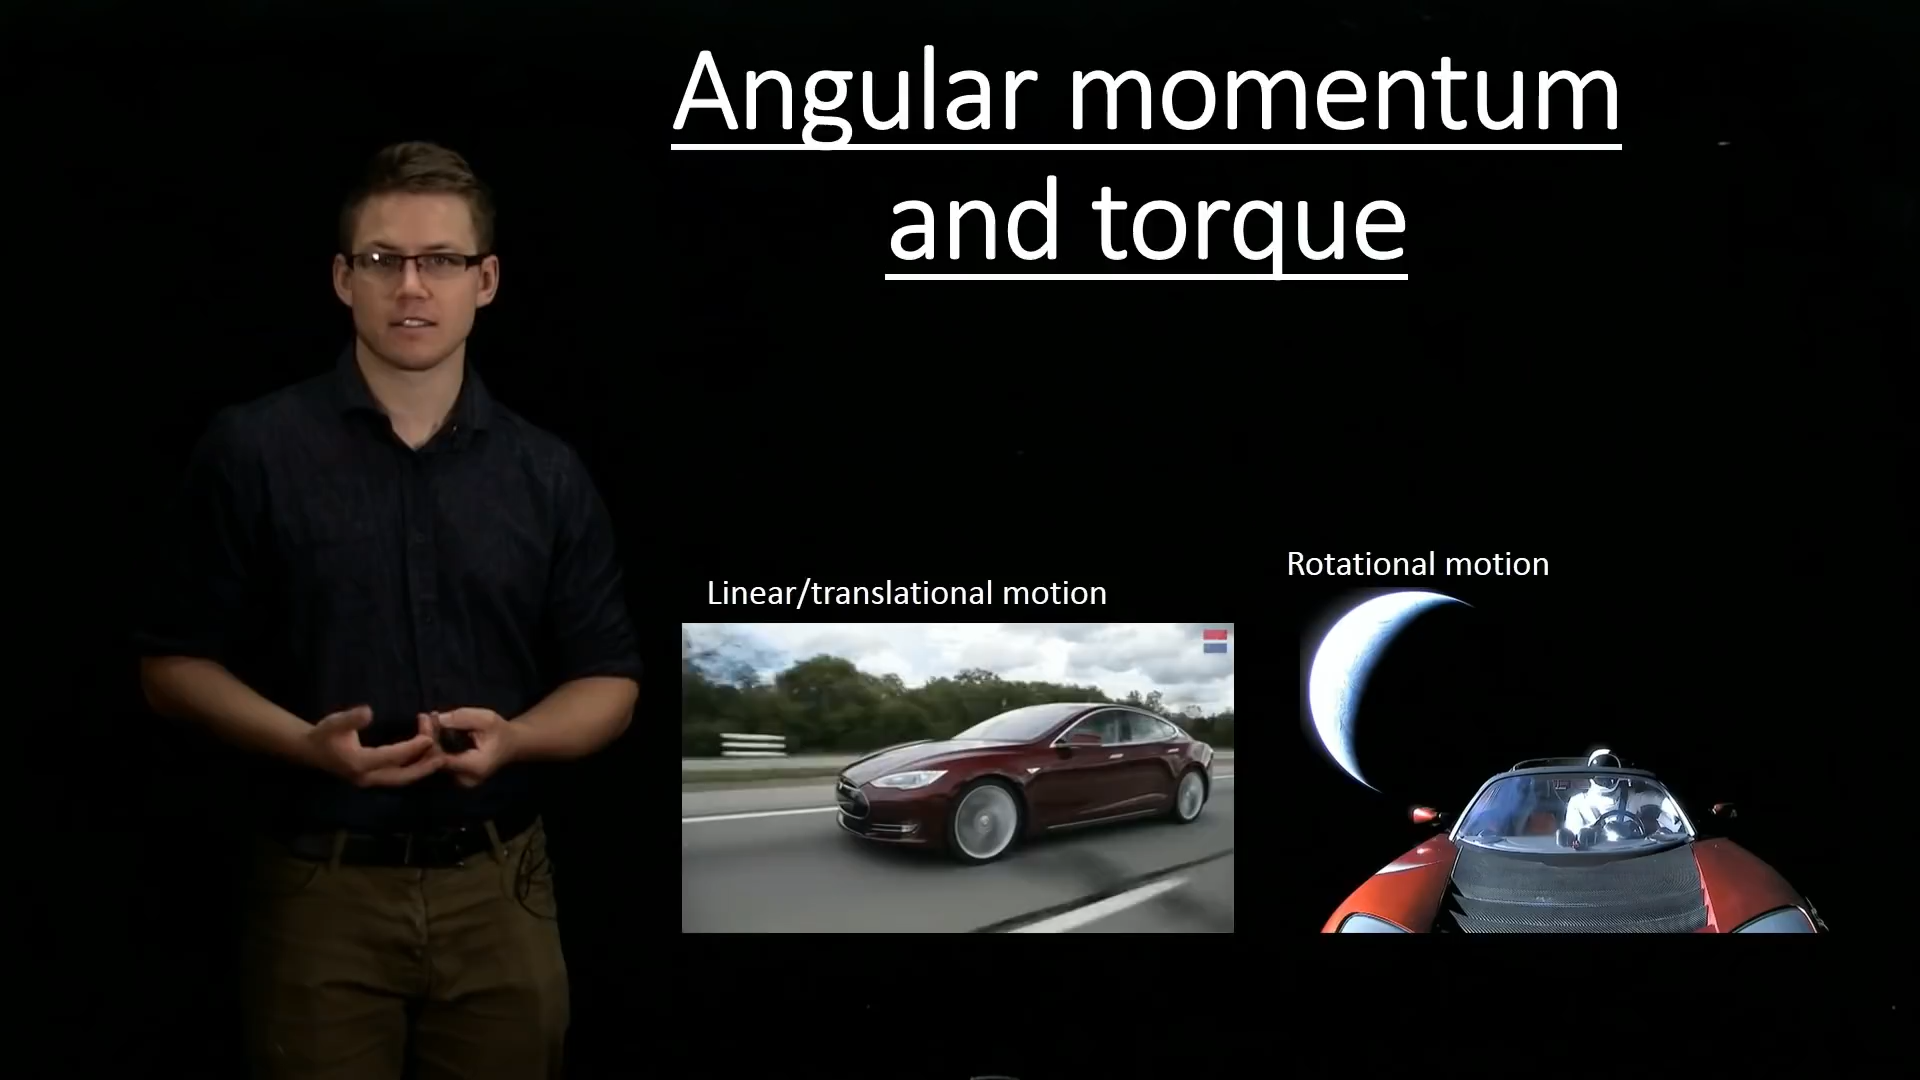 Angular momentum
and torque
Linear/translational motion
Rotational motion